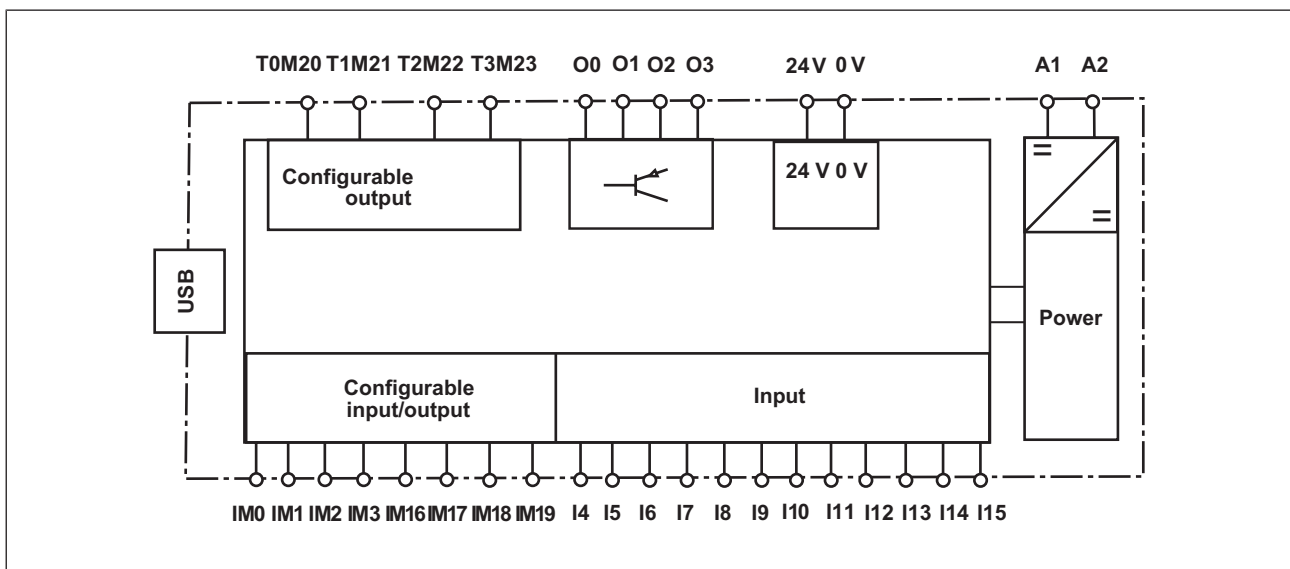 T0M20 T1M21 T2M22 T3M23 O0 O1 O2 O3 24 V 0 V A1 A2
Configurable
output
24 V 0 V
USB
Power
Configurable
input/output
Input
IM0 IM1 IM2 IM3 IM16 IM17 IM18 IM19 I4 I5 I6 I7 I8 I9 I10 I11 I12 I13 I14 I15